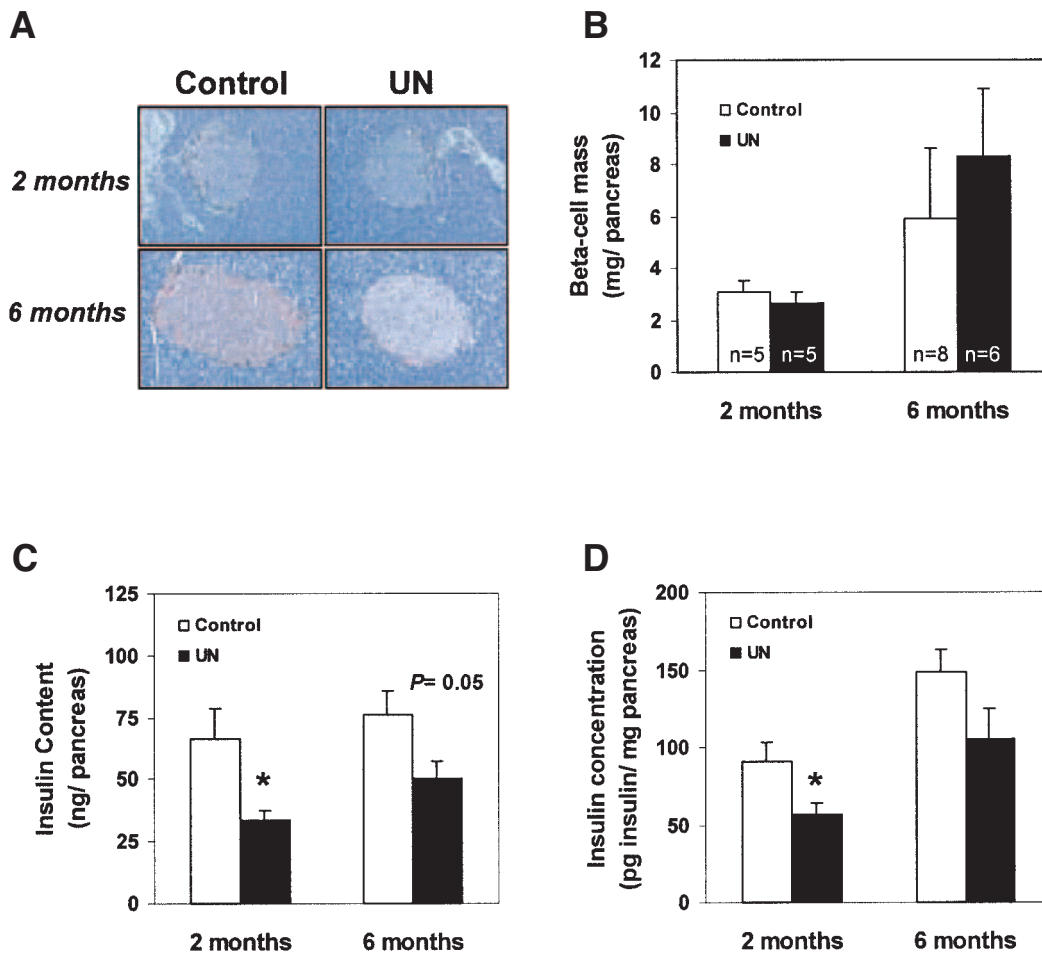 A
Control UN
2 months
6 months
B
12
10
8
6
4
2
0
Beta-cell mass
(mg/ pancreas)
Control
UN
n=5 n=5 n=8 n=6
2 months 6 months
C
125
100
75
50
25
0
Insulin Content
(ng/ pancreas)
Control
UN
*
P= 0.05
2 months 6 months
D
200
150
100
50
0
Insulin concentration
(pg insulin/ mg pancreas)
Control
UN
*
2 months 6 months